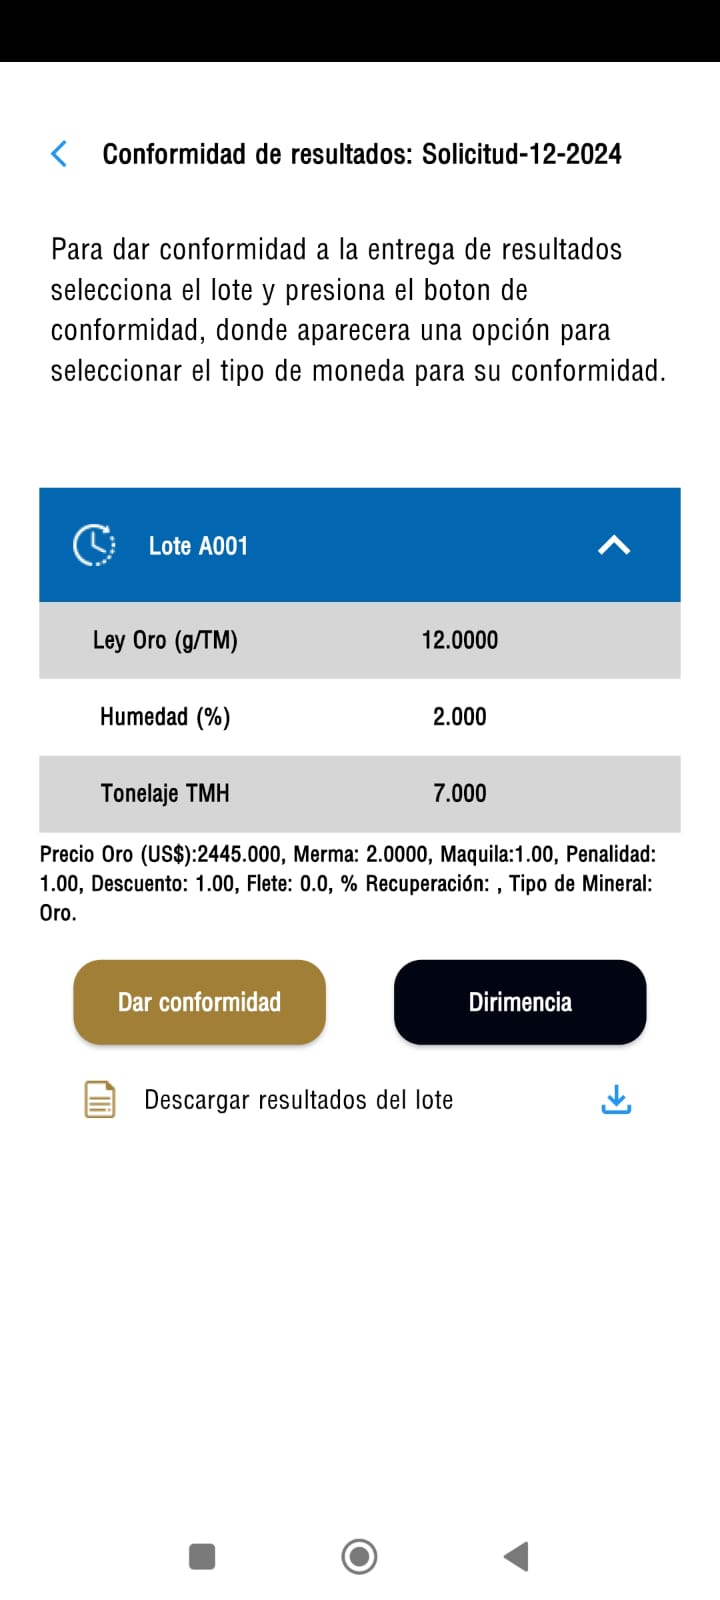 Conformidad de resultados: Solicitud-12-2024
Para dar conformidad a la entrega de resultados
selecciona el lote y presiona el boton de
conformidad, donde aparecera una opción para
seleccionar el tipo de moneda para su conformidad.
Lote A001
Ley Oro (g/TM) 12.0000
Humedad (%) 2.000
Tonelaje TMH 7.000
Precio Oro (US$):2445.000, Merma: 2.0000, Maquila:1.00, Penalidad:
1.00, Descuento: 1.00, Flete: 0.0, % Recuperación: , Tipo de Mineral:
Oro.
Dar conformidad Dirimencia
Descargar resultados del lote